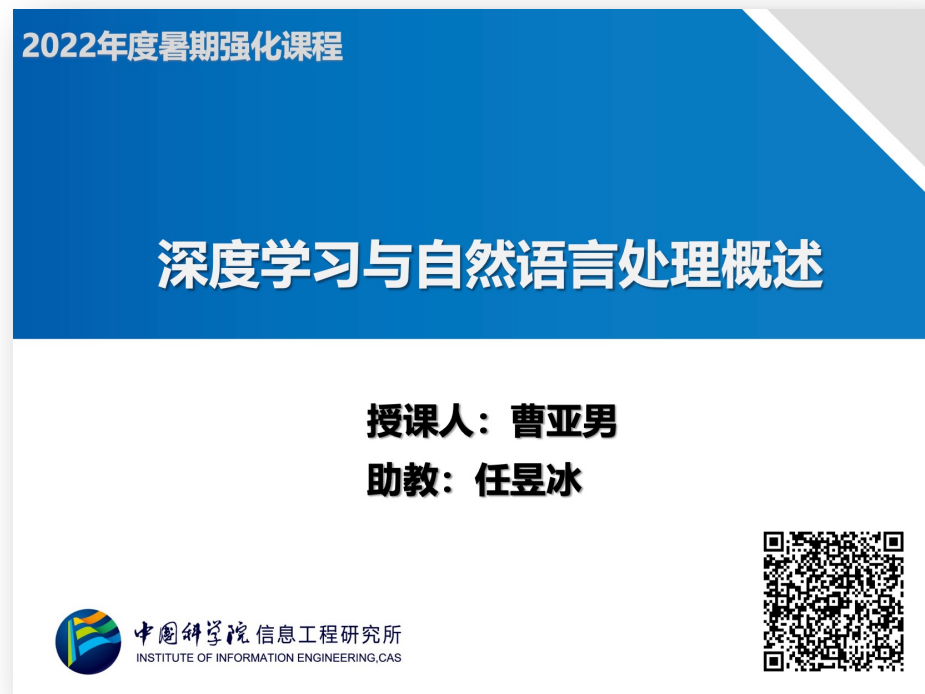 2022年度暑期强化课程
深度学习与自然语言处理概述
授课人：曹亚男
助教：任昱冰
中国科学院 信息工程研究所
INSTITUTE OF INFORMATION ENGINEERING,CAS